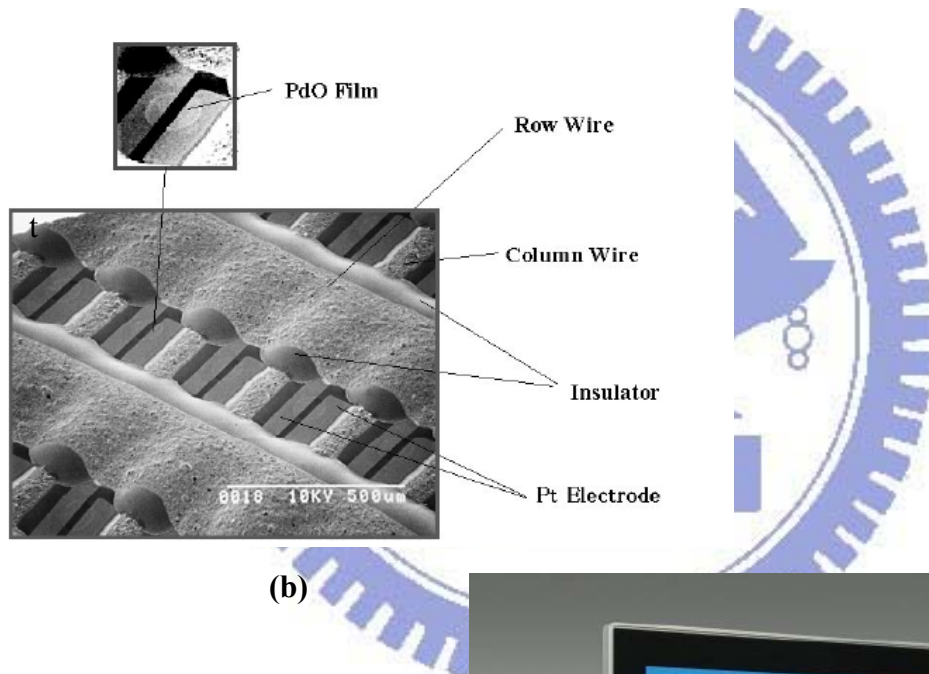 PdO Film
Row Wire
t
Column Wire
Insulator
0018 10KV 500um
Pt Electrode
(b)